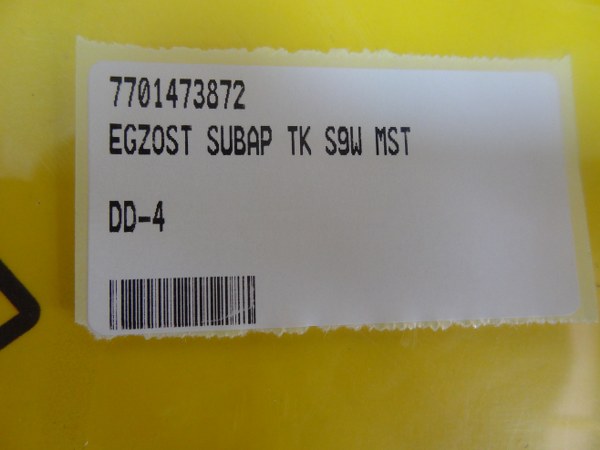 7701473872
EGZOST SUBAP TK S9W MST
DD-4